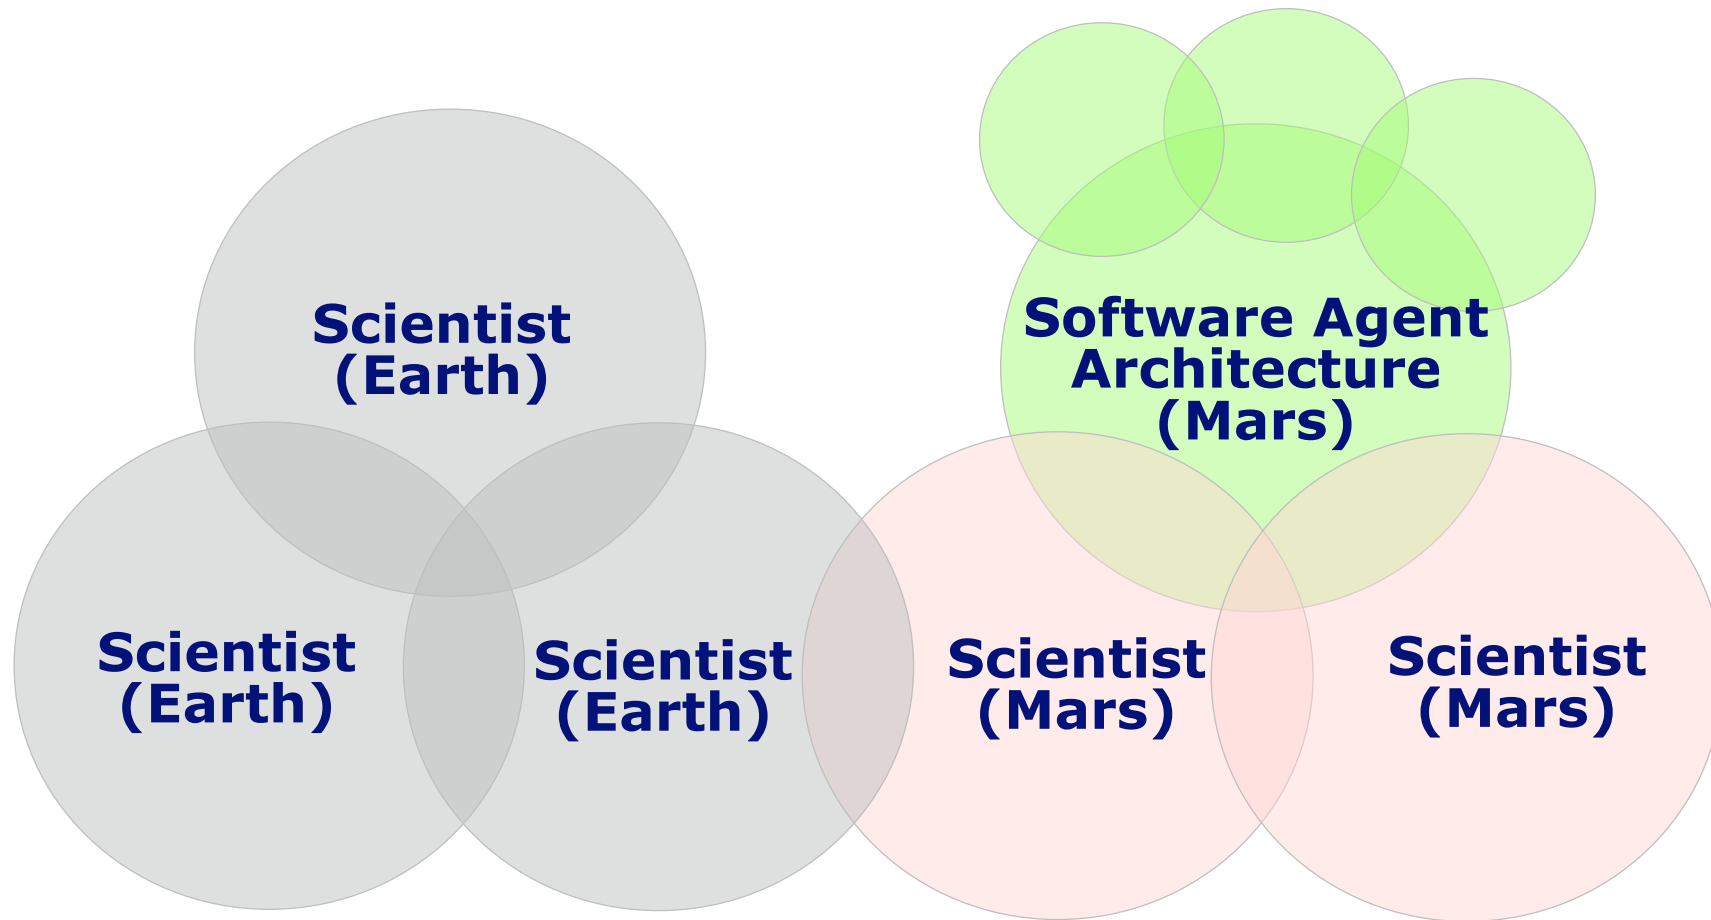 Scientist
(Earth)
Software Agent
Architecture
(Mars)
Scientist
(Earth)
Scientist
(Earth)
Scientist
(Mars)
Scientist
(Mars)